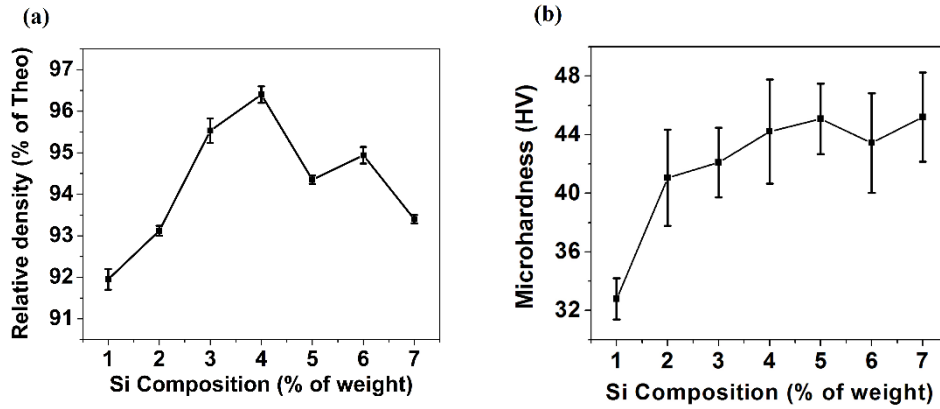 (a)
Relative density (% of Theo)
97
96
95
94
93
92
91
1 2 3 4 5 6 7
Si Composition (% of weight)
(b)
Microhardness (HV)
48
44
40
36
32
1 2 3 4 5 6 7
Si Composition (% of weight)